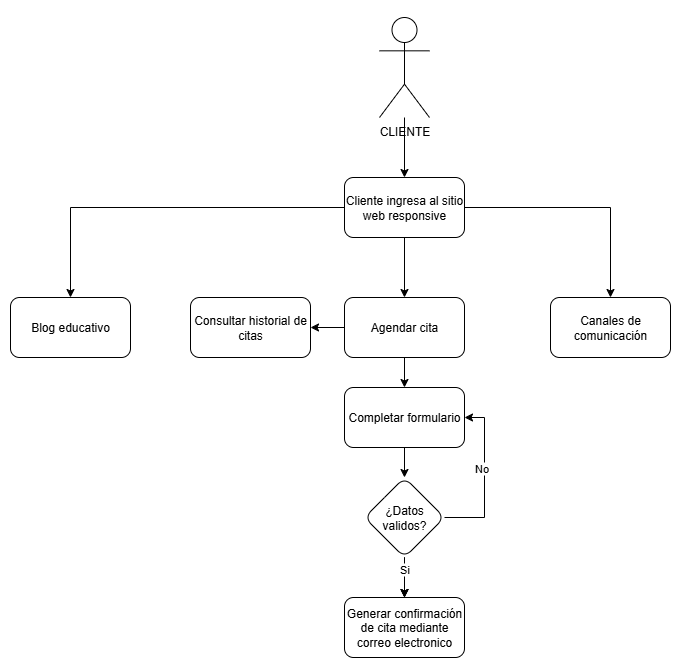 CLIENTE
Cliente ingresa al sitio
web responsive
Blog educativo
Consultar historial de
citas
Agendar cita
Canales de
comunicación
Completar formulario
No
¿Datos
validos?
Si
Generar confirmación
de cita mediante
correo electronico